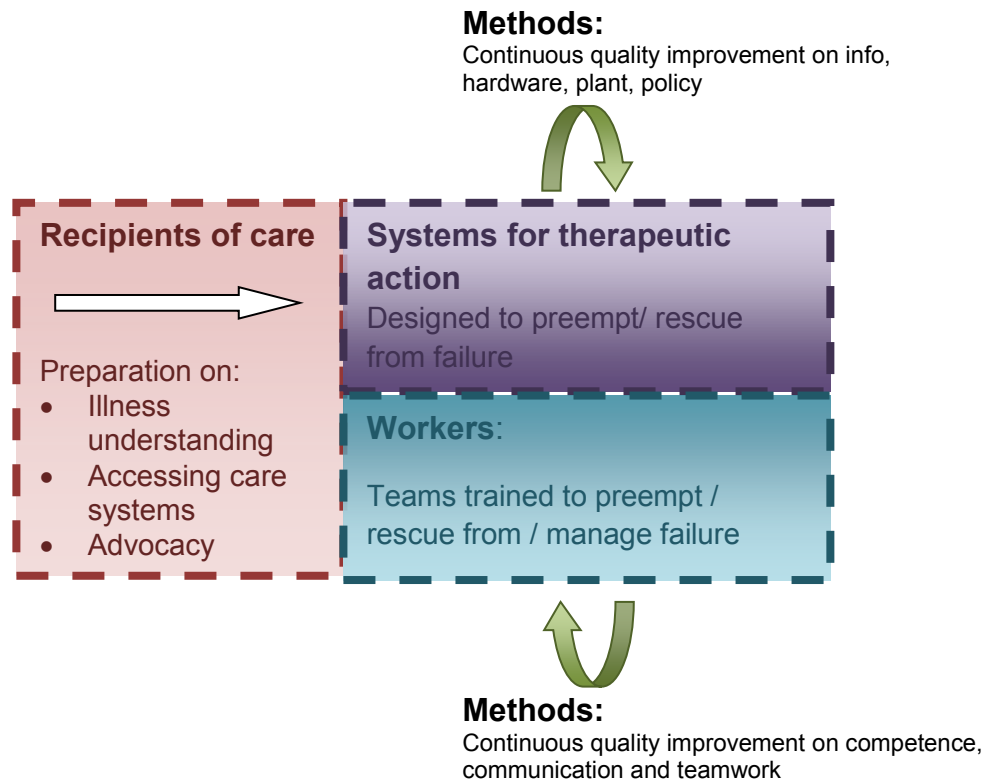 Methods:
Continuous quality improvement on info,
hardware, plant, policy
Recipients of care
Preparation on:
• Illness
understanding
• Accessing care
systems
• Advocacy
Systems for therapeutic
action
Designed to preempt/ rescue
from failure
Workers:
Teams trained to preempt /
rescue from / manage failure
Methods:
Continuous quality improvement on competence,
communication and teamwork